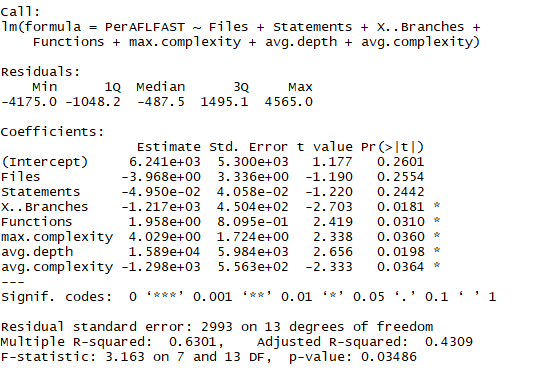 Call:
lm(formula = PerAFLFAST ~ Files + Statements + X..Branches +
    Functions + max.complexity + avg.depth + avg.complexity)

Residuals:
    Min      1Q  Median      3Q     Max
-4175.0 -1048.2  -487.5  1495.1  4565.0

Coefficients:
                 Estimate Std. Error t value Pr(>|t|)
(Intercept)     6.241e+03  5.300e+03   1.177   0.2601
Files          -3.968e+00  3.336e+00  -1.190   0.2554
Statements     -4.950e-02  4.058e-02  -1.220   0.2442
X..Branches    -1.217e+03  4.504e+02  -2.703   0.0181 *
Functions       1.958e+00  8.095e-01   2.419   0.0310 *
max.complexity  4.029e+00  1.724e+00   2.338   0.0360 *
avg.depth       1.589e+04  5.984e+03   2.656   0.0198 *
avg.complexity -1.298e+03  5.563e+02  -2.333   0.0364 *
---
Signif. codes:  0 ‘***’ 0.001 ‘**’ 0.01 ‘*’ 0.05 ‘.’ 0.1 ‘ ’ 1

Residual standard error: 2993 on 13 degrees of freedom
Multiple R-squared:  0.6301,    Adjusted R-squared:  0.4309
F-statistic: 3.163 on 7 and 13 DF,  p-value: 0.03486